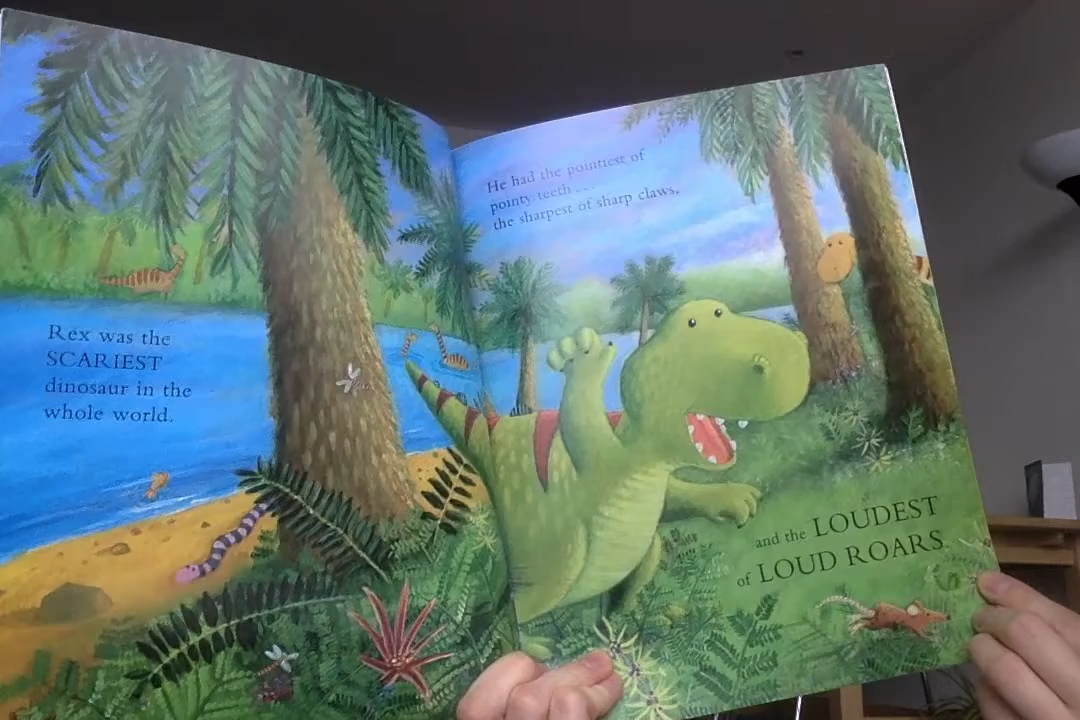 Rex was the
SCARIEST
dinosaur in the
whole world.
He had the pointiest of
pointy teeth ...
the sharpest of sharp claws,
and the LOUDEST
of LOUD ROARS.